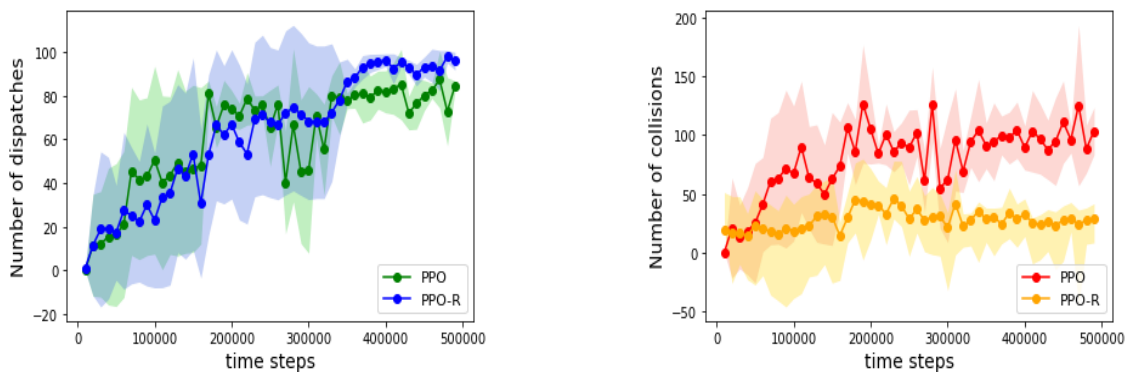 Number of dispatches
100
80
60
40
20
0
−20
0 100000 200000 300000 400000 500000
time steps
PPO
PPO-R
Number of collisions
200
150
100
50
0
−50
0 100000 200000 300000 400000 500000
time steps
PPO
PPO-R